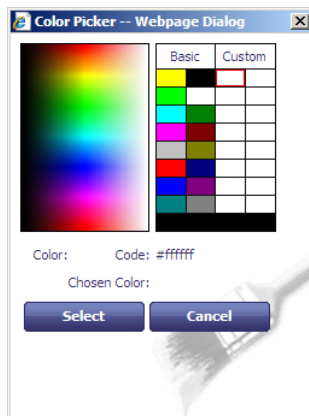 Color Picker -- Webpage Dialog
Basic Custom
Color: Code: #ffffff
Chosen Color:
Select Cancel